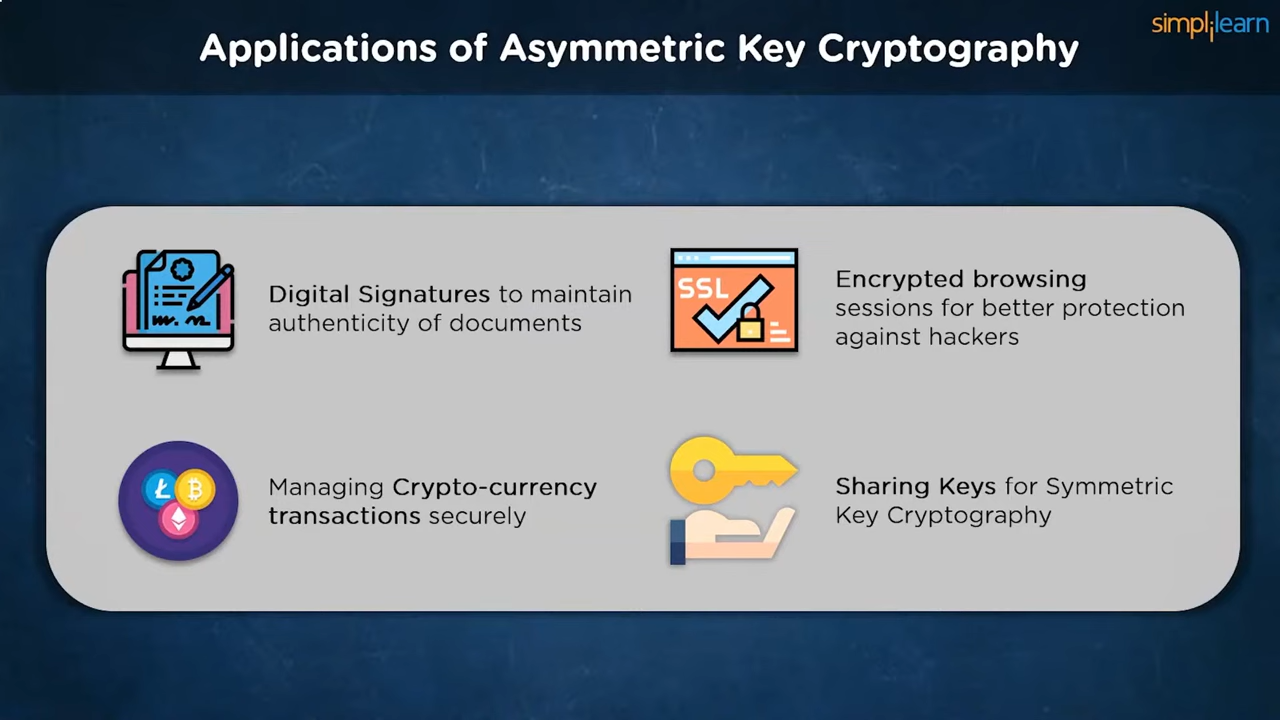 simplilearn
Applications of Asymmetric Key Cryptography
Digital Signatures to maintain
authenticity of documents
SSL
Encrypted browsing
sessions for better protection
against hackers
Managing Crypto-currency
transactions securely
Sharing Keys for Symmetric
Key Cryptography